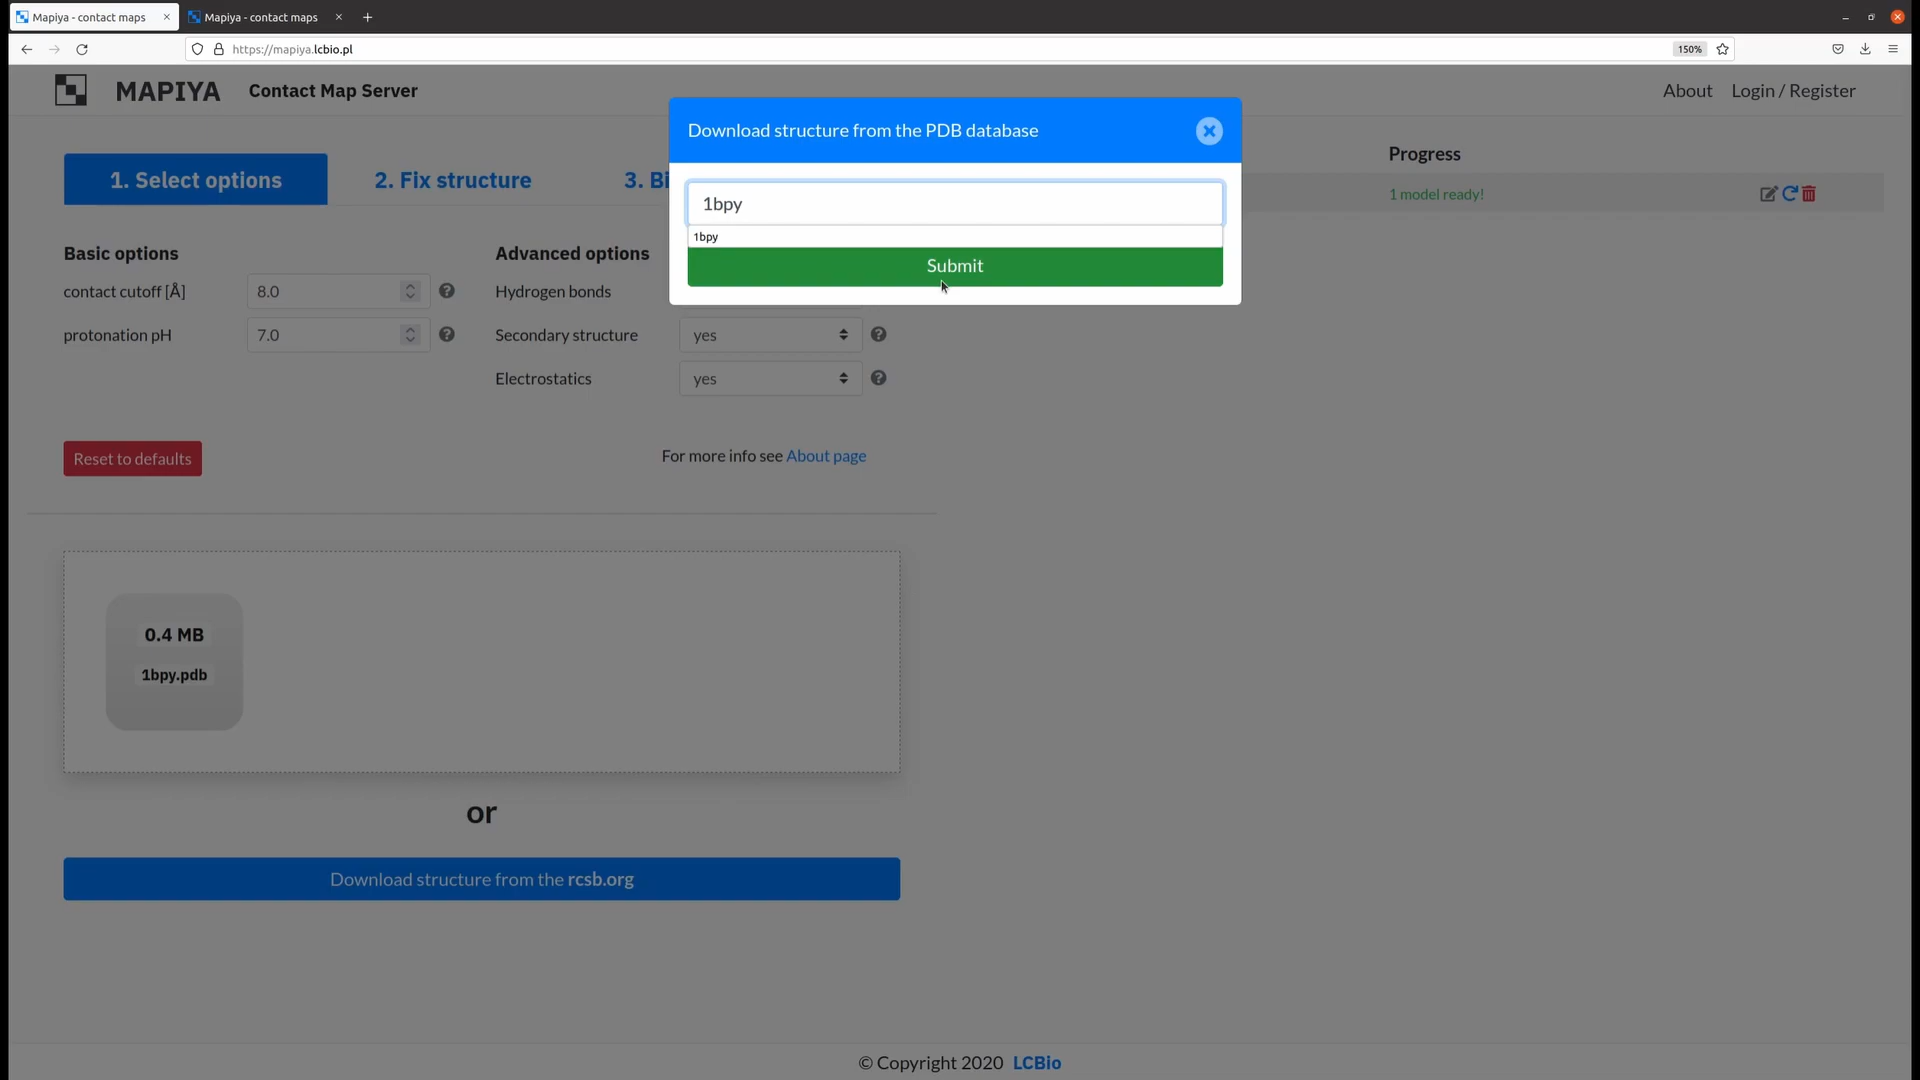 Mapiya - contact maps
Mapiya - contact maps
https://mapiya.lcbio.pl
150%
MAPIYA
Contact Map Server
About
Login / Register
Download structure from the PDB database
1bpy
1bpy
Submit
1. Select options
2. Fix structure
3. Bi
Progress
1 model ready!
Basic options
contact cutoff [Å]
8.0
protonation pH
7.0
Advanced options
Hydrogen bonds
Secondary structure
yes
Electrostatics
yes
Reset to defaults
For more info see About page
0.4 MB
1bpy.pdb
or
Download structure from the rcsb.org
© Copyright 2020 LCBio